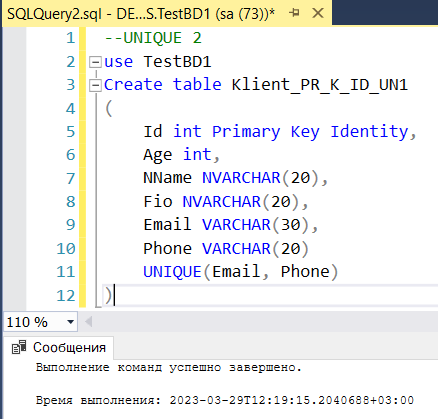 SQLQuery2.sql - DE...S.TestBD1 (sa (73))*
1 --UNIQUE 2
2 use TestBD1
3 Create table Klient_PR_K_ID_UN1
4 (
5 Id int Primary Key Identity,
6 Age int,
7 NName NVARCHAR(20),
8 Fio NVARCHAR(20),
9 Email VARCHAR(30),
10 Phone VARCHAR(20)
11 UNIQUE(Email, Phone)
12 )
110 %
Сообщения
Выполнение команд успешно завершено.
Время выполнения: 2023-03-29T12:19:15.2040688+03:00